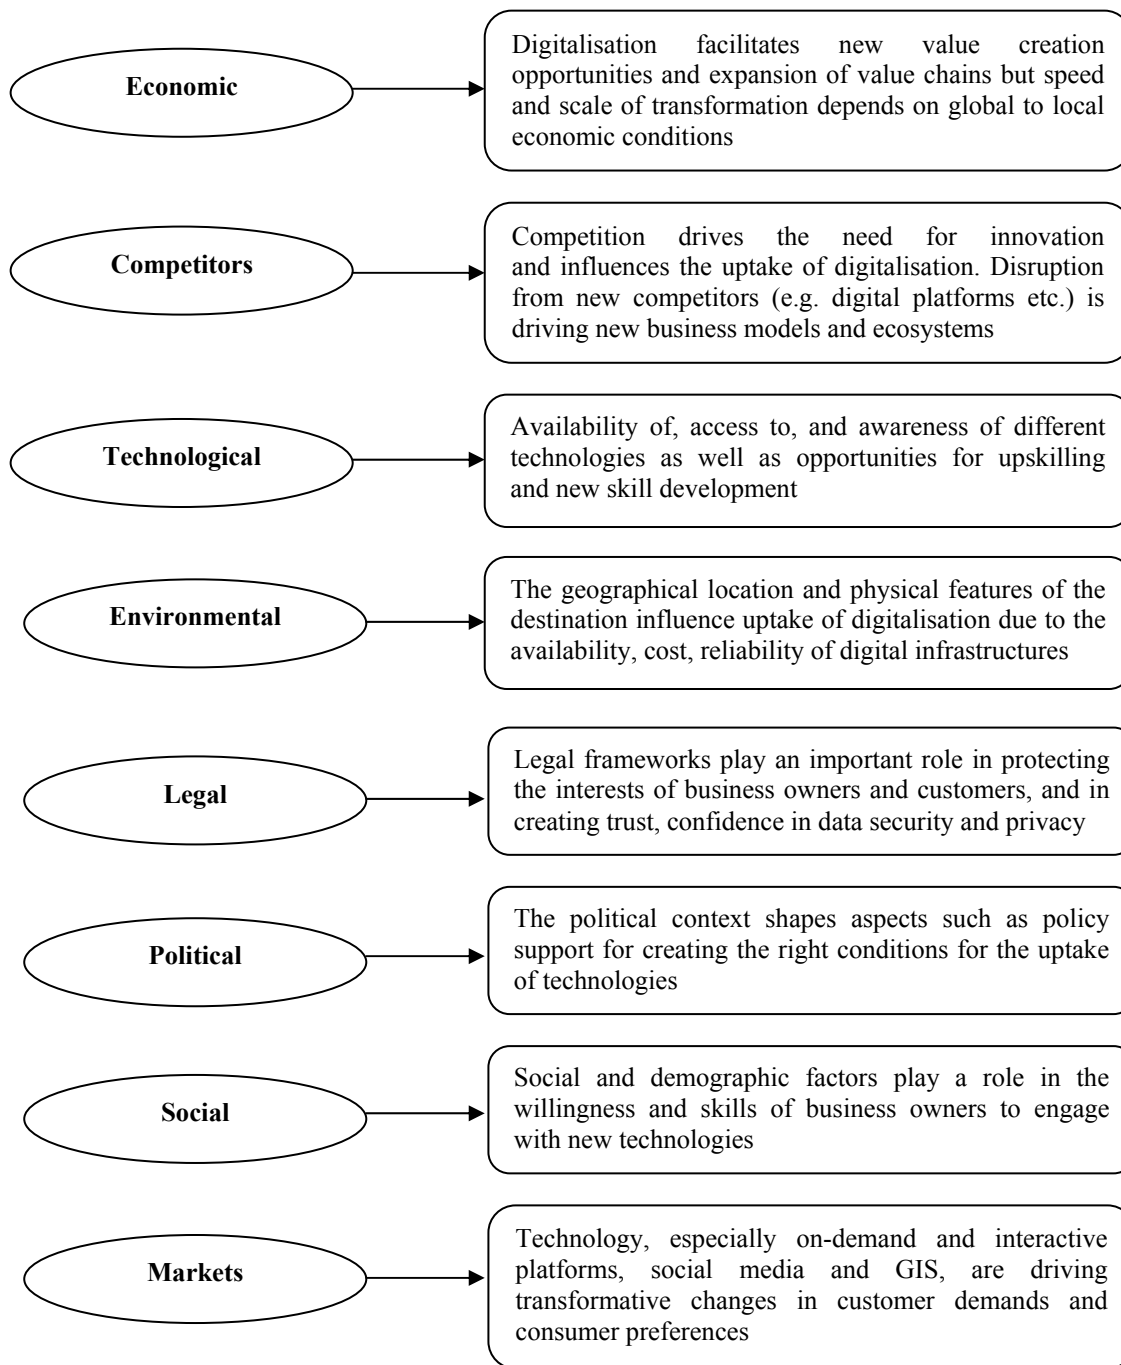 Economic
Digitalisation facilitates new value creation
opportunities and expansion of value chains but speed
and scale of transformation depends on global to local
economic conditions
Competitors
Competition drives the need for innovation
and influences the uptake of digitalisation. Disruption
from new competitors (e.g. digital platforms etc.) is
driving new business models and ecosystems
Technological
Availability of, access to, and awareness of different
technologies as well as opportunities for upskilling
and new skill development
Environmental
The geographical location and physical features of the
destination influence uptake of digitalisation due to the
availability, cost, reliability of digital infrastructures
Legal
Legal frameworks play an important role in protecting
the interests of business owners and customers, and in
creating trust, confidence in data security and privacy
Political
The political context shapes aspects such as policy
support for creating the right conditions for the uptake
of technologies
Social
Social and demographic factors play a role in the
willingness and skills of business owners to engage
with new technologies
Markets
Technology, especially on-demand and interactive
platforms, social media and GIS, are driving
transformative changes in customer demands and
consumer preferences